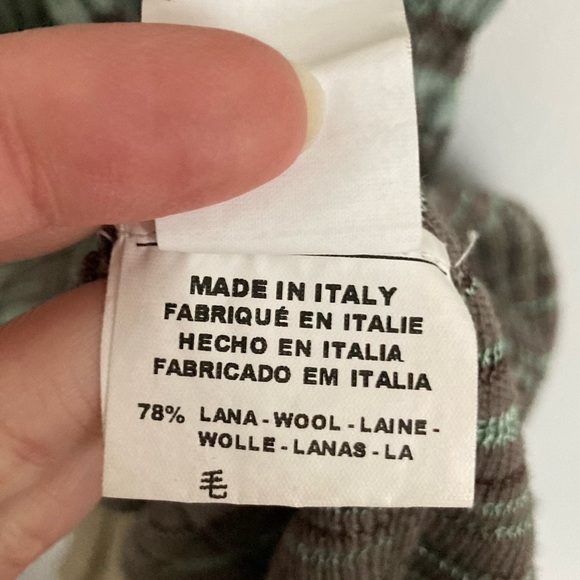 MADE IN ITALY
FABRIQUÉ EN ITALIE
HECHO EN ITALIA
FABRICADO EM ITALIA
78% LANA - WOOL - LAINE -
WOLLE - LANAS - LA
毛